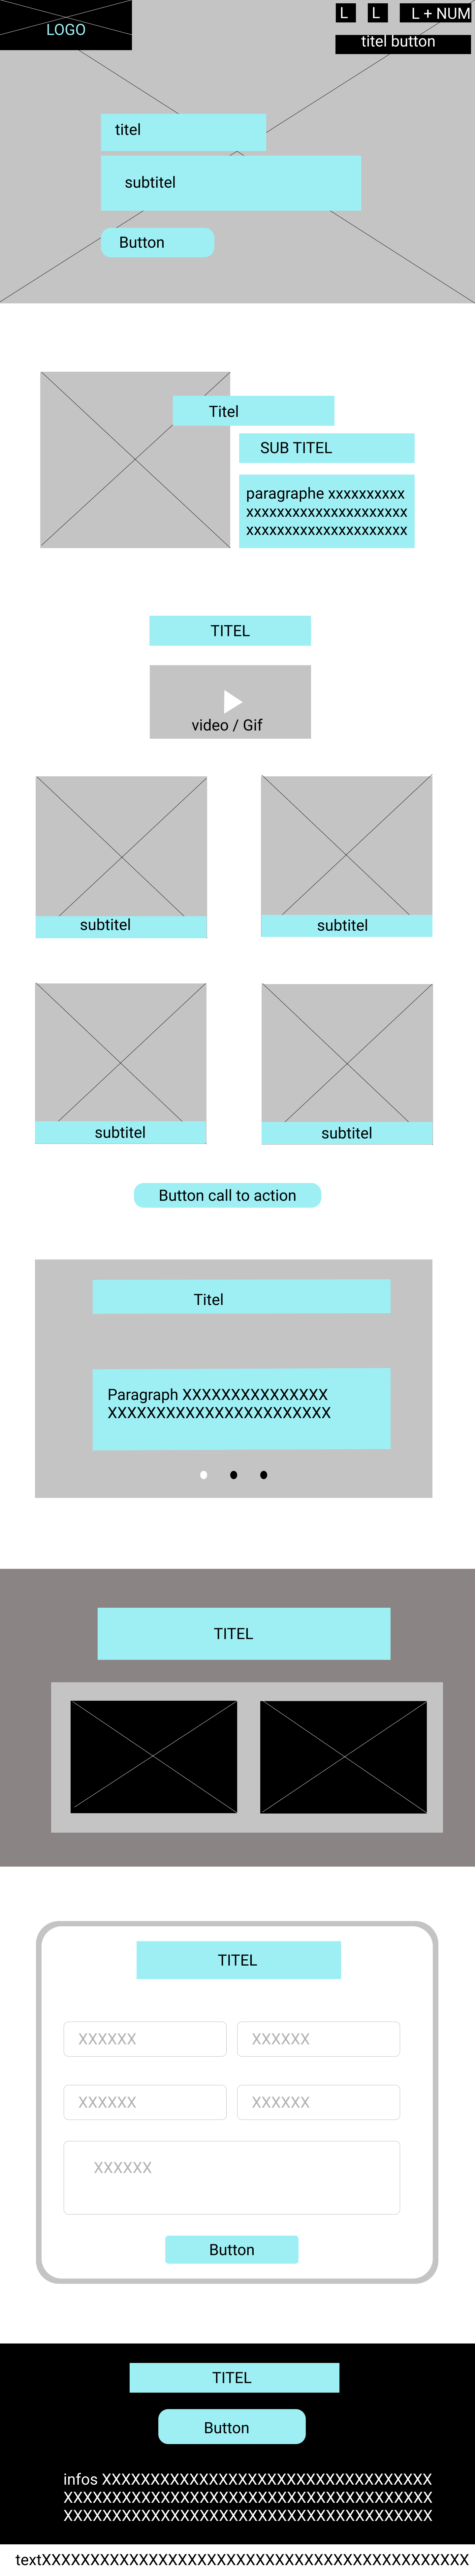 LOGO
L L L + NUM
titel button
titel
subtitel
Button
Titel
SUB TITEL
paragraphe xxxxxxxxxx
xxxxxxxxxxxxxxxxxxxxx
xxxxxxxxxxxxxxxxxxxxx
TITEL
video / Gif
subtitel
subtitel
subtitel
subtitel
Button call to action
Titel
Paragraph XXXXXXXXXXXXXXX
XXXXXXXXXXXXXXXXXXXXXXX
TITEL
TITEL
XXXXXX XXXXXX
XXXXXX XXXXXX
XXXXXX
Button
TITEL
Button
infos XXXXXXXXXXXXXXXXXXXXXXXXXXXXXXXXXX
XXXXXXXXXXXXXXXXXXXXXXXXXXXXXXXXXXXXXX
XXXXXXXXXXXXXXXXXXXXXXXXXXXXXXXXXXXXXX
textXXXXXXXXXXXXXXXXXXXXXXXXXXXXXXXXXXXXXXXXXXXX